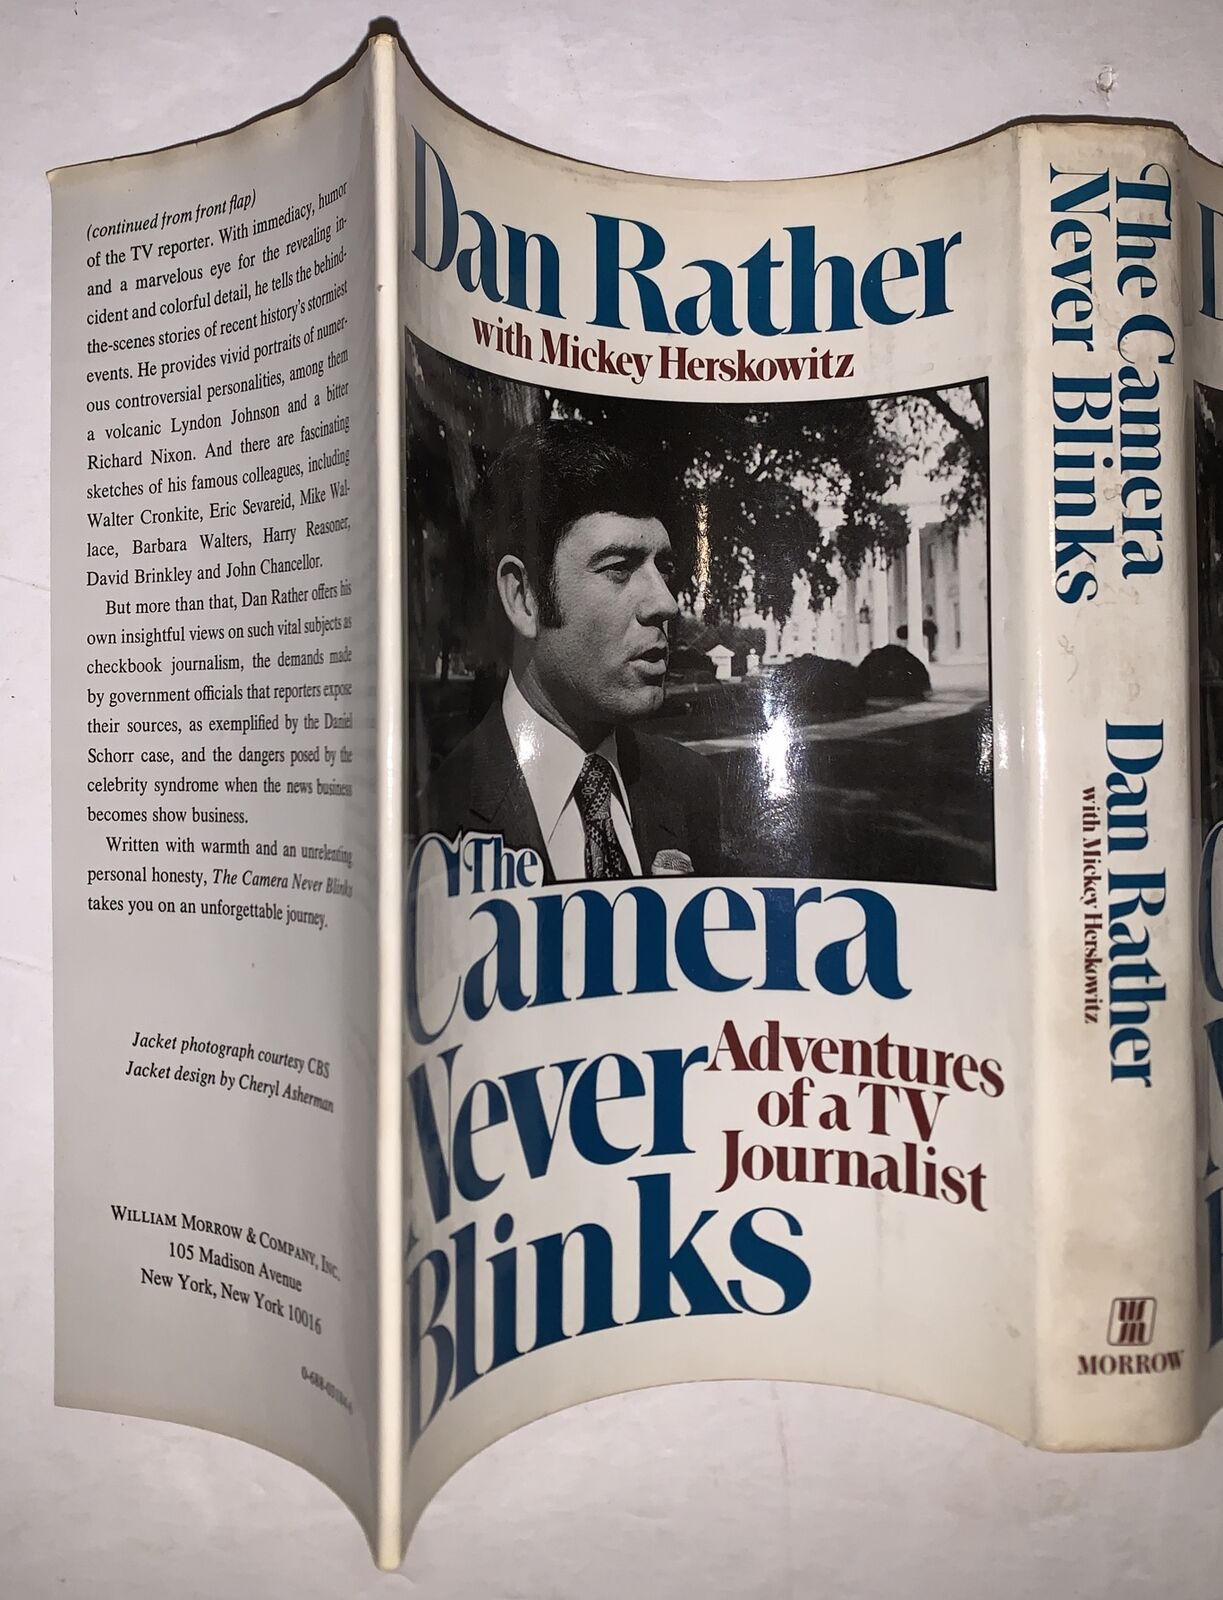 (continued from front flap)
of the TV reporter. With immediacy, humor
and a marvelous eye for the revealing in-
cident and colorful detail, he tells the behind-
the-scenes stories of recent history's stormiest
events. He provides vivid portraits of numer-
ous controversial personalities, among them
a volcanic Lyndon Johnson and a bitter
Richard Nixon. And there are fascinating
sketches of his famous colleagues, including
Walter Cronkite, Eric Sevareid, Mike Wal-
lace, Barbara Walters, Harry Reasoner,
David Brinkley and John Chancellor.
But more than that, Dan Rather offers his
own insightful views on such vital subjects as
checkbook journalism, the demands made
by government officials that reporters expose
their sources, as exemplified by the Daniel
Schorr case, and the dangers posed by the
celebrity syndrome when the news business
becomes show business.
Written with warmth and an unrelenting
personal honesty, The Camera Never Blinks
takes you on an unforgettable journey.
Jacket photograph courtesy CBS
Jacket design by Cheryl Asherman
WILLIAM MORROW & COMPANY, INC.
105 Madison Avenue
New York, New York 10016
Dan Rather
with Mickey Herskowitz
The
Camera
Never
Blinks
Adventures
of a TV
Journalist
The Camera
Never Blinks
Dan Rather
with Mickey Herskowitz
MORROW